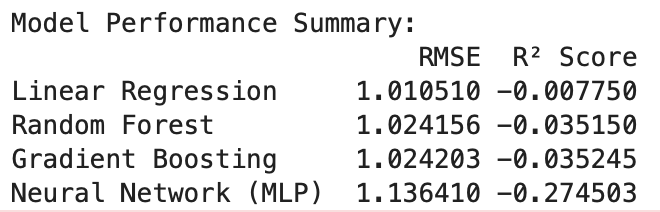 Model Performance Summary:
RMSE R² Score
Linear Regression 1.010510 -0.007750
Random Forest 1.024156 -0.035150
Gradient Boosting 1.024203 -0.035245
Neural Network (MLP) 1.136410 -0.274503